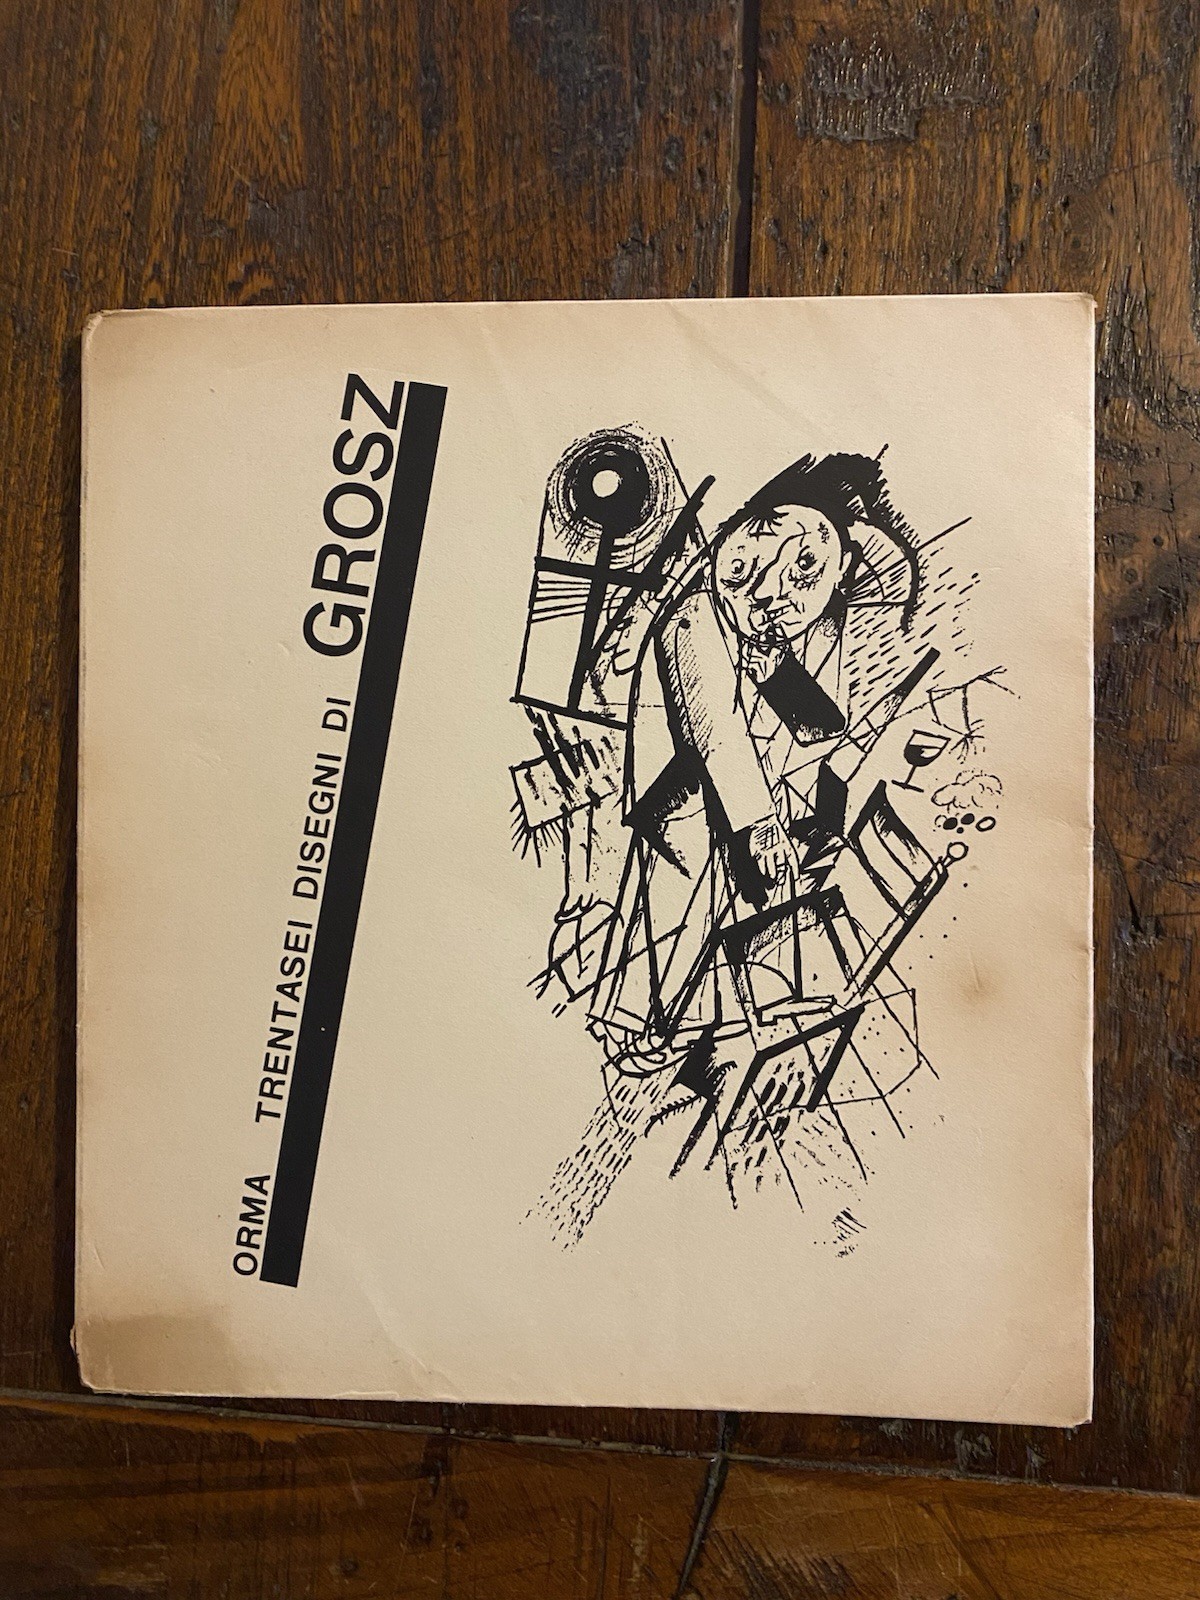 ORMA TRENTASEI DISEGNI DI GROSZ